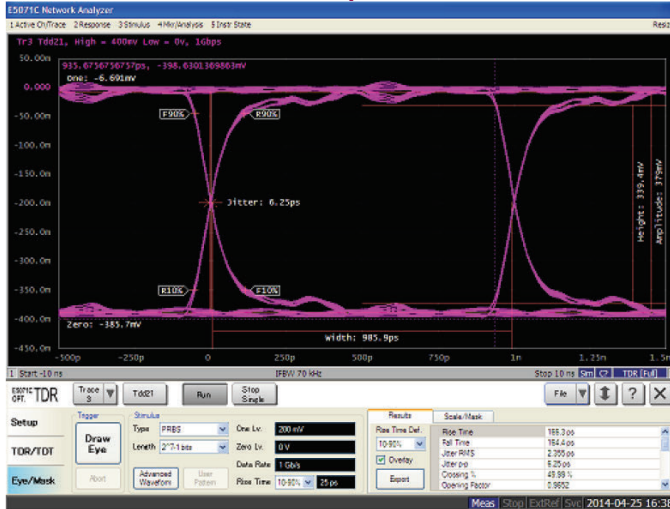 E5071C Network Analyzer
1 Active Ch/Trace 2 Response 3 Stimulus 4 Mkr/Analysis 5 Instr State
Tr3 Tdd21, High = 400mv Low = 0v, 1Gbps
50.00m
935.6756756757ps, -398.6301369863mV
One: -6.691mV
0.000
F90% R90%
-50.00m
-100.0m
-150.0m
-200.0m
Jitter: 6.25ps
Height: 339.4mV
Amplitude: 379mV
-250.0m
-300.0m
R10% F10%
-350.0m
Zero: -385.7mV
-400.0m
Width: 985.9ps
-450.0m
-500p -250p 0 250p 500p 750p 1n 1.25n 1.5n
1 Start -10 ns IFBW 70 kHz Stop 10 ns Sim C? TDR [Full]
E5071C OPT. TDR Trace 3 Tdd21 Run Stop Single File ?  X
Setup
TDR/TDT
Eye/Mask
Trigger
Draw Eye
Abort
Stimulus
Type PRBS One Lv. 200 mV
Length 2^7-1 bits Zero Lv. 0 V
Data Rate 1 Gb/s
Advanced Waveform User Pattern Rise Time 10-90% 25 ps
Results Scale/Mask
Rise Time Def.
10-90%
Overlay
Export
Rise Time
Fall Time
Jitter RMS 2.355 ps
Jitter p-p 6.25 ps
Crossing % 49.98 %
Opening Factor 0.9652
Meas Stop ExtRef Svc 2014-04-25 16:38